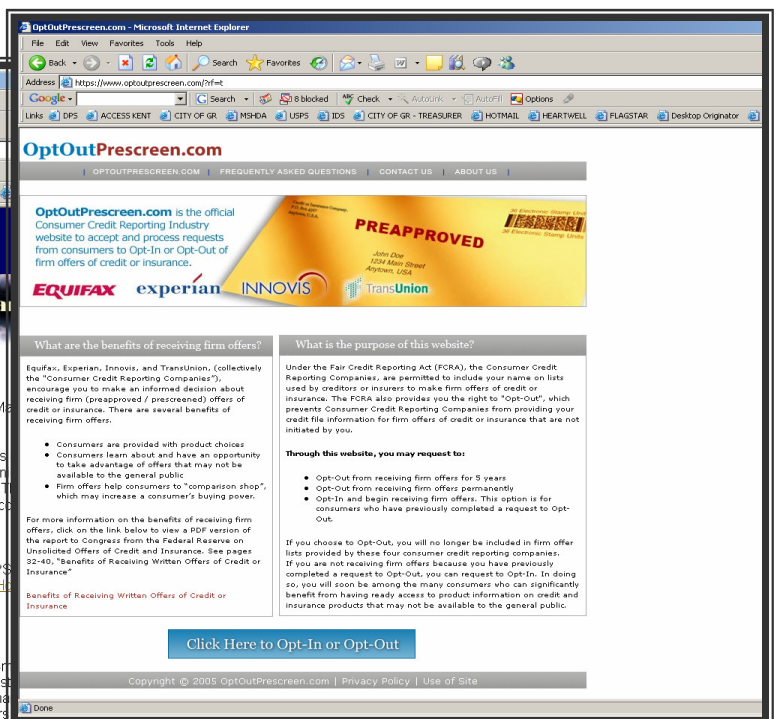 OptOutPrescreen.com - Microsoft Internet Explorer
File Edit View Favorites Tools Help
Back Search Favorites
Address https://www.optoutprescreen.com/?rf=t
Google Search 8 blocked Check AutoLink AutoFill Options
Links DPS ACCESS KENT CITY OF GR MSHDA USPS IDS CITY OF GR - TREASURER HOTMAIL HEARTWELL FLAGSTAR Desktop Originator
OptOutPrescreen.com
| OPTOUTPRESCREEN.COM | FREQUENTLY ASKED QUESTIONS | CONTACT US | ABOUT US |
OptOutPrescreen.com is the official
Consumer Credit Reporting Industry
website to accept and process requests
from consumers to Opt-In or Opt-Out of
firm offers of credit or insurance.
Credit or Insurance Company,
Anytown, U.S.A.
PREAPPROVED
36 Electronic Stamp Units
36 Electronic Stamp Units
John Doe
1234 Main Street
Anytown, USA
EQUIFAX experian INNOVIS TransUnion
What are the benefits of receiving firm offers?
Equifax, Experian, Innovis, and TransUnion, (collectively
the "Consumer Credit Reporting Companies"),
encourage you to make an informed decision about
receiving firm (preapproved / prescreened) offers of
credit or insurance. There are several benefits of
receiving firm offers.
Consumers are provided with product choices
Consumers learn about and have an opportunity
to take advantage of offers that may not be
available to the general public
Firm offers help consumers to "comparison shop",
which may increase a consumer's buying power.
For more information on the benefits of receiving firm
offers, click on the link below to view a PDF version of
the report to Congress from the Federal Reserve on
Unsolicited Offers of Credit and Insurance. See pages
32-40, "Benefits of Receiving Written Offers of Credit or
Insurance"
Benefits of Receiving Written Offers of Credit or
Insurance
What is the purpose of this website?
Under the Fair Credit Reporting Act (FCRA), the Consumer Credit
Reporting Companies, are permitted to include your name on lists
used by creditors or insurers to make firm offers of credit or
insurance. The FCRA also provides you the right to "Opt-Out", which
prevents Consumer Credit Reporting Companies from providing your
credit file information for firm offers of credit or insurance that are not
initiated by you.
Through this website, you may request to:
Opt-Out from receiving firm offers for 5 years
Opt-Out from receiving firm offers permanently
Opt-In and begin receiving firm offers. This option is for
consumers who have previously completed a request to Opt-
Out.
If you choose to Opt-Out, you will no longer be included in firm offer
lists provided by these four consumer credit reporting companies.
If you are not receiving firm offers because you have previously
completed a request to Opt-Out, you can request to Opt-In. In doing
so, you will soon be among the many consumers who can significantly
benefit from having ready access to product information on credit and
insurance products that may not be available to the general public.
Click Here to Opt-In or Opt-Out
Copyright © 2005 OptOutPrescreen.com | Privacy Policy | Use of Site
Done